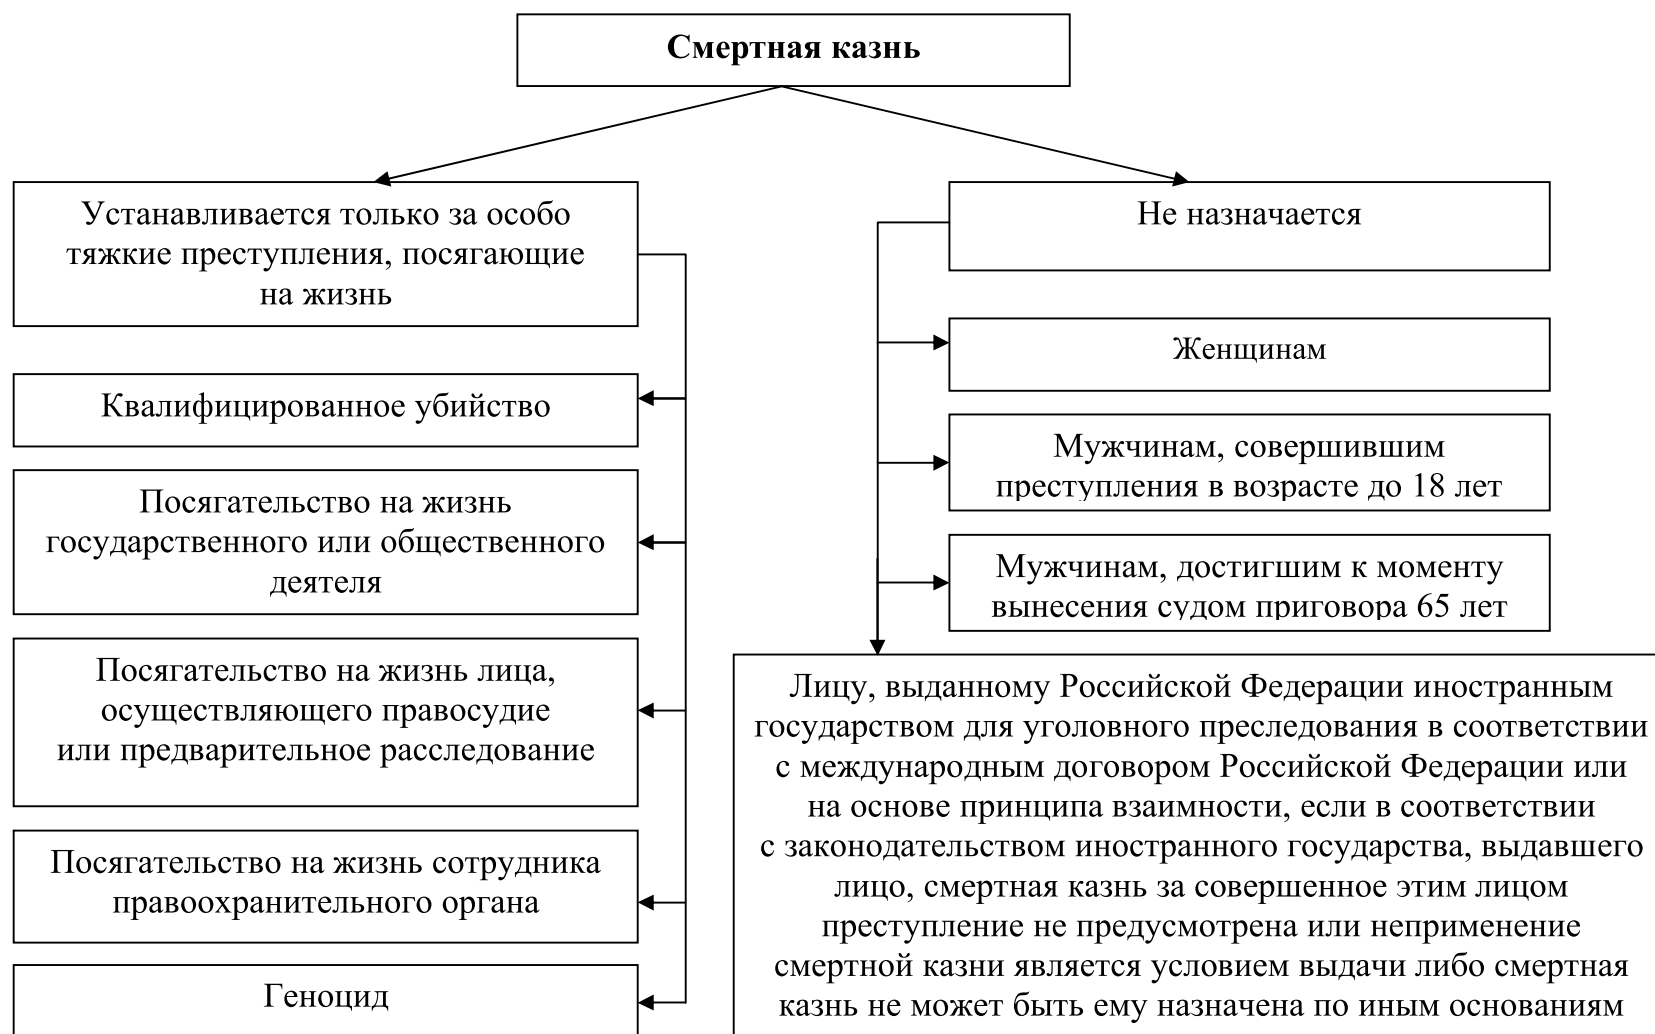 Смертная казнь
Устанавливается только за особо
тяжкие преступления, посягающие
на жизнь
Квалифицированное убийство
Посягательство на жизнь
государственного или общественного
деятеля
Посягательство на жизнь лица,
осуществляющего правосудие
или предварительное расследование
Посягательство на жизнь сотрудника
правоохранительного органа
Геноцид
Не назначается
Женщинам
Мужчинам, совершившим
преступления в возрасте до 18 лет
Мужчинам, достигшим к моменту
вынесения судом приговора 65 лет
Лицу, выданному Российской Федерации иностранным
государством для уголовного преследования в соответствии
с международным договором Российской Федерации или
на основе принципа взаимности, если в соответствии
с законодательством иностранного государства, выдавшего
лицо, смертная казнь за совершенное этим лицом
преступление не предусмотрена или неприменение
смертной казни является условием выдачи либо смертная
казнь не может быть ему назначена по иным основаниям